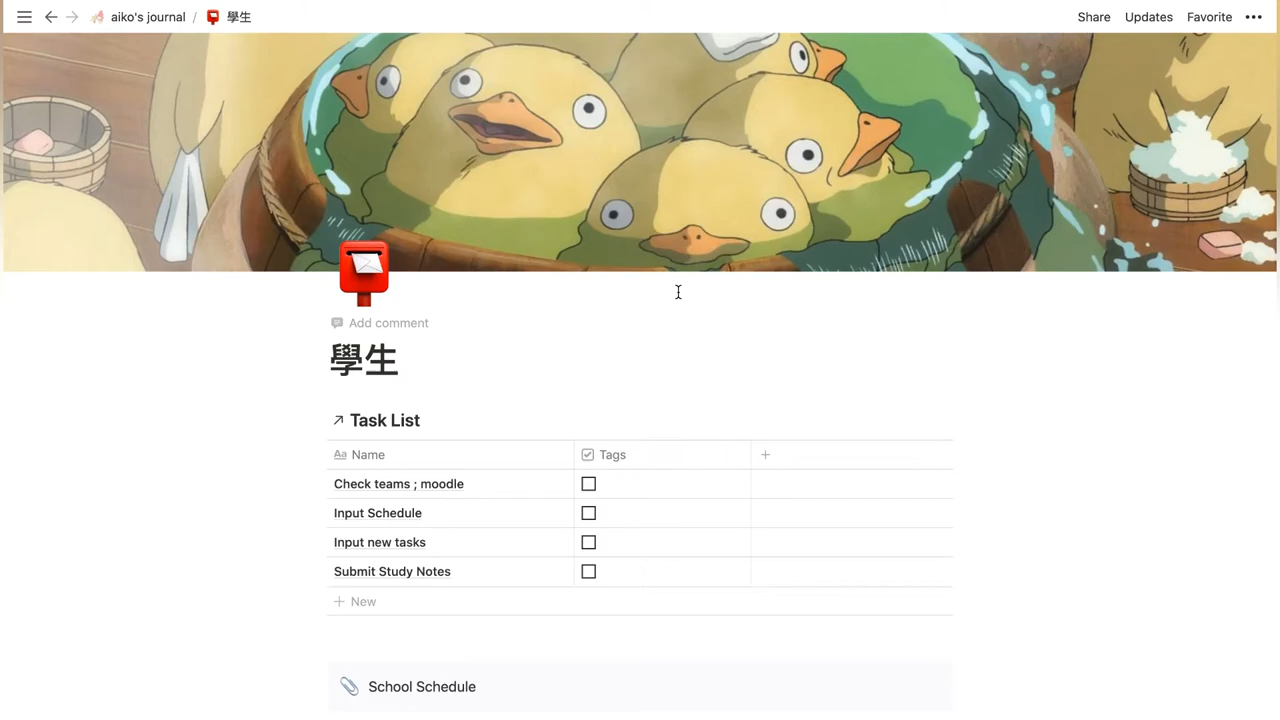 aiko's journal / 學生 Share Updates Favorite •••
Add comment
學生
↗ Task List
Aa Name Tags +
Check teams ; moodle
Input Schedule
Input new tasks
Submit Study Notes
+ New
School Schedule